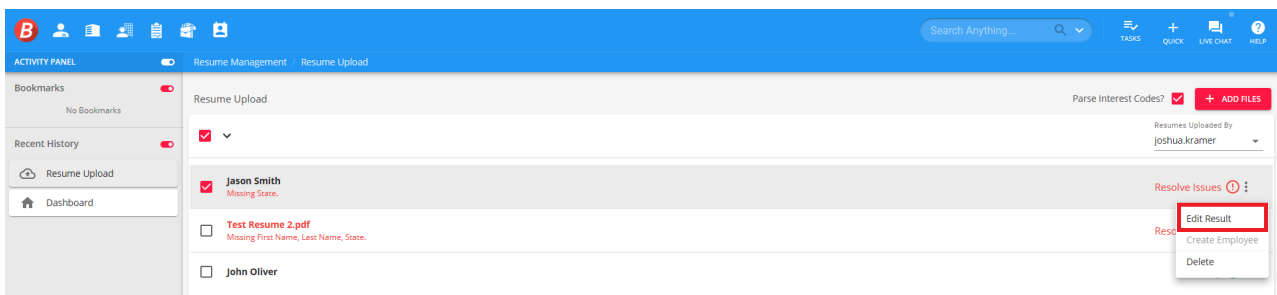 B
Search Anything...
TASKS
QUICK
LIVE CHAT
HELP
ACTIVITY PANEL
Resume Management / Resume Upload
Bookmarks
No Bookmarks
Recent History
Resume Upload
Dashboard
Resume Upload
Parse Interest Codes?
+ ADD FILES
Resumes Uploaded By
joshua.kramer
Jason Smith
Missing State.
Resolve Issues
Test Resume 2.pdf
Missing First Name, Last Name, State.
Reso
John Oliver
Edit Result
Create Employee
Delete